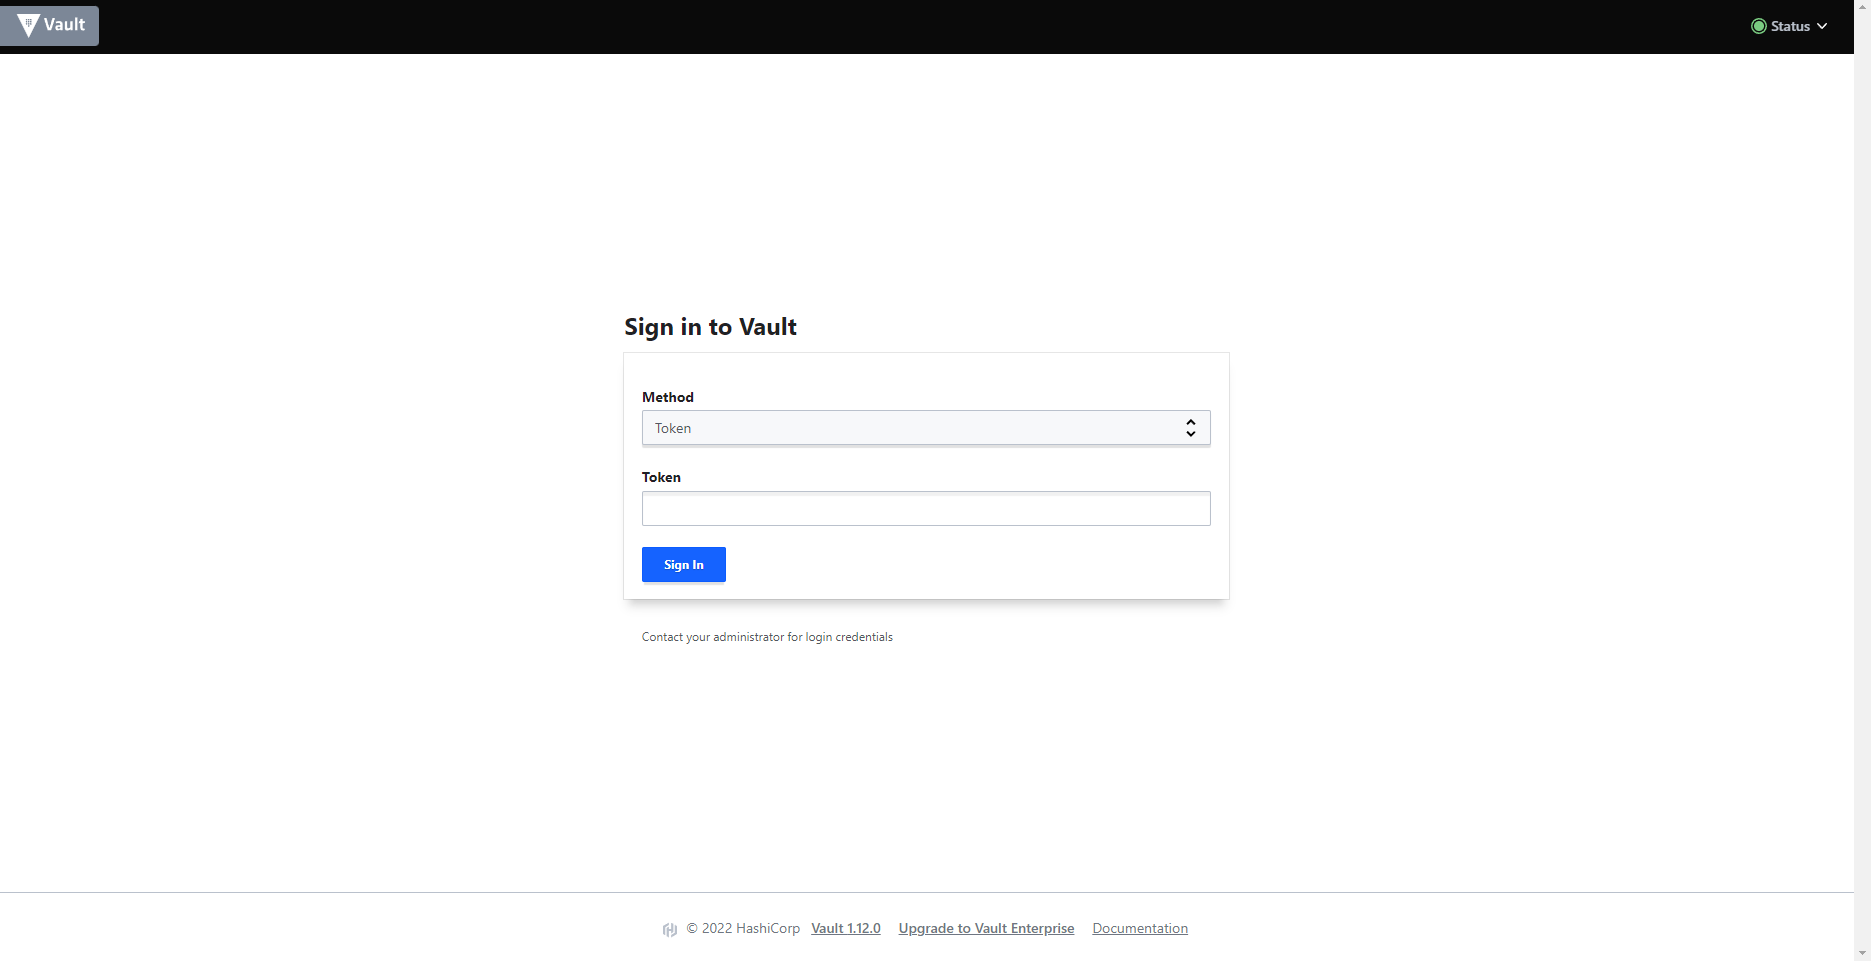 Vault
Status
Sign in to Vault
Method
Token
Token
Sign In
Contact your administrator for login credentials
© 2022 HashiCorp Vault 1.12.0 Upgrade to Vault Enterprise Documentation